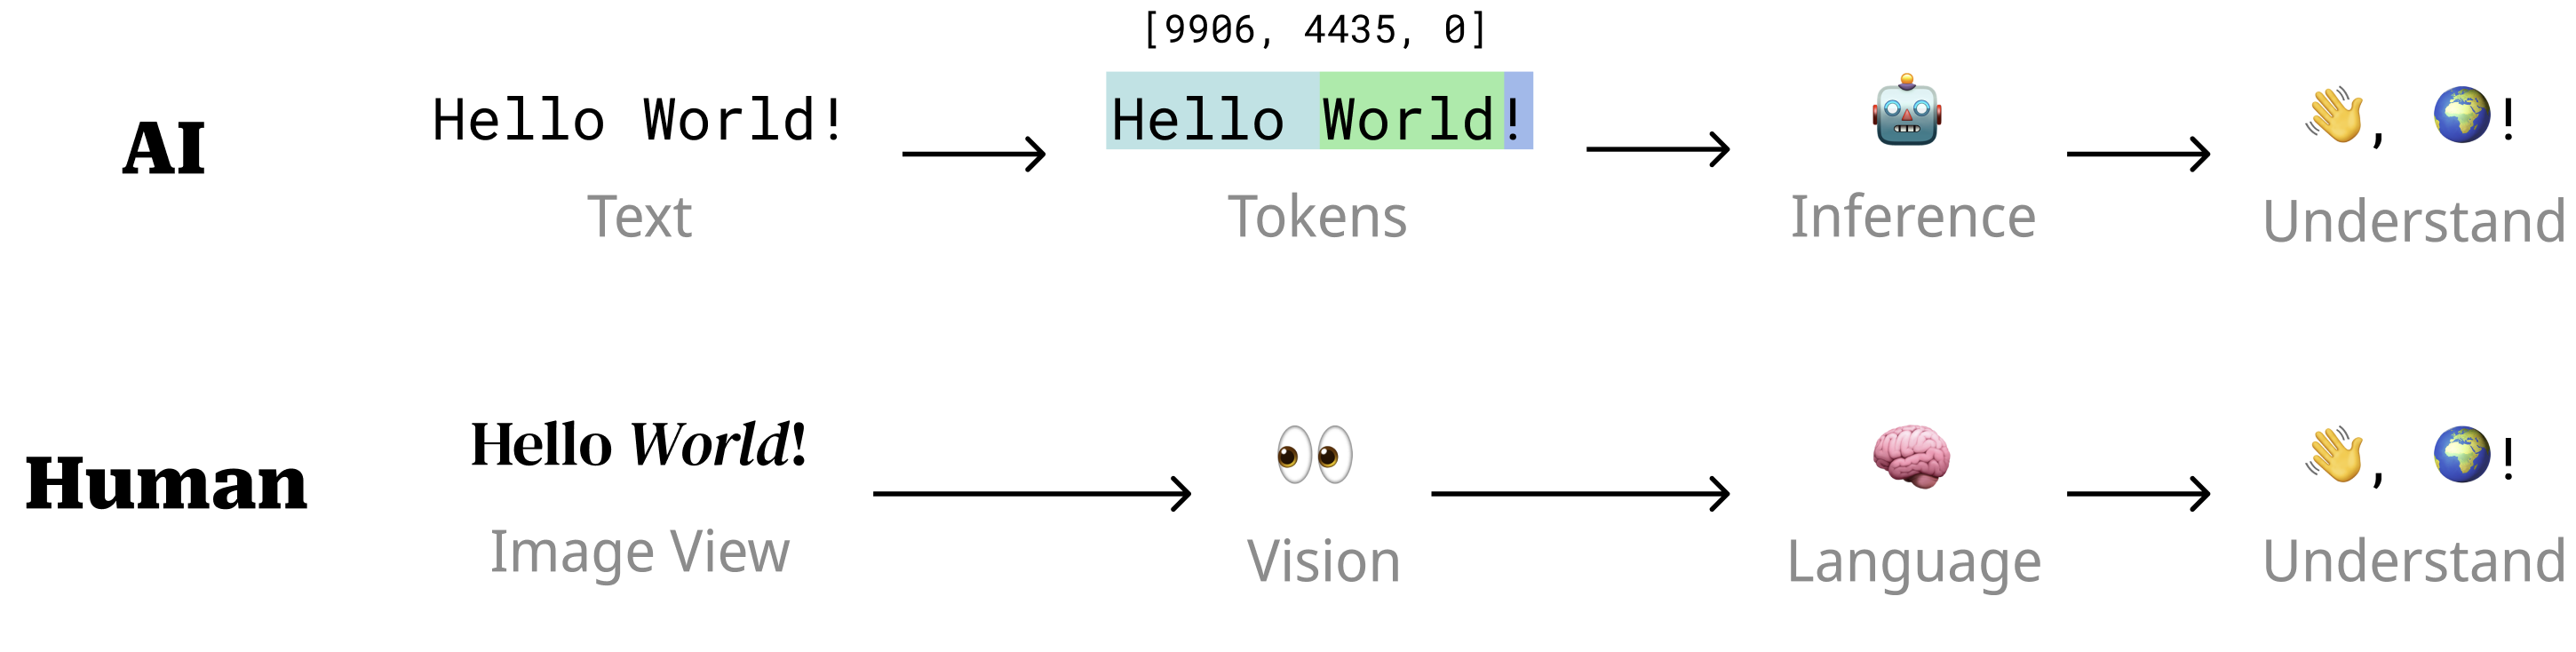 [9906, 4435, 0]
AI
Hello World!
Hello World!
👋, 🌍!
Text
Tokens
Inference
Understand
Human
Hello World!
👋, 🌍!
Image View
Vision
Language
Understand